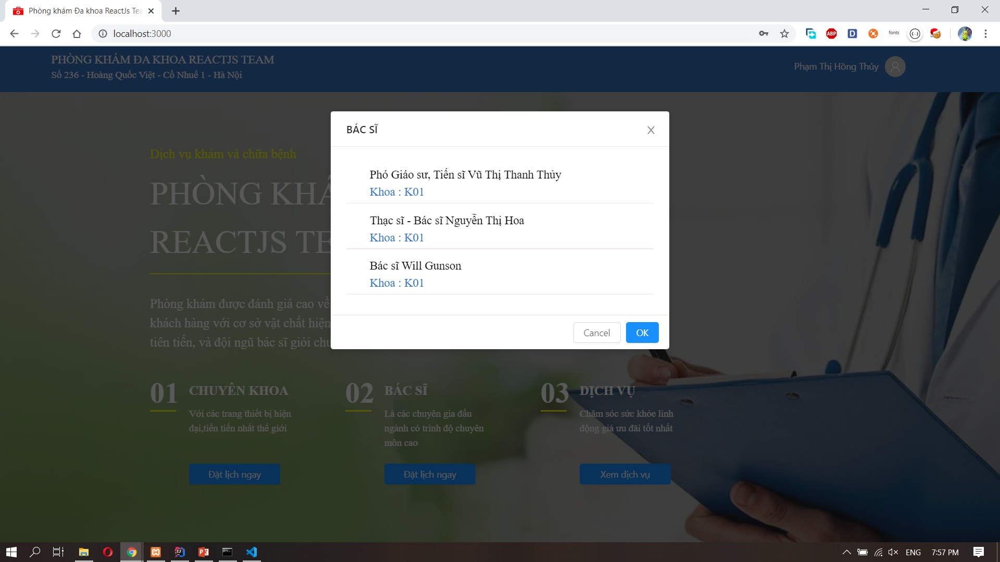 Phòng khám Đa khoa ReactJs Tea
localhost:3000
ABP
D
fonts
PHÒNG KHÁM ĐA KHOA REACTJS TEAM
Số 236 - Hoàng Quốc Việt - Cổ Nhuế 1 - Hà Nội
Phạm Thị Hồng Thủy
BÁC SĨ
Phó Giáo sư, Tiến sĩ Vũ Thị Thanh Thủy
Khoa : K01
Thạc sĩ - Bác sĩ Nguyễn Thị Hoa
Khoa : K01
Bác sĩ Will Gunson
Khoa : K01
Cancel
OK
Dịch vụ khám và chữa bệnh
PHÒNG KHÁ
REACTJS TE
Phòng khám được đánh giá cao về
khách hàng với cơ sở vật chất hiện
tiên tiến, và đội ngũ bác sĩ giỏi chu
01
CHUYÊN KHOA
Với các trang thiết bị hiện
đại,tiến tiến nhất thế giới
Đặt lịch ngay
02
BÁC SĨ
Là các chuyên gia đầu
ngành có trình độ chuyên
môn cao
Đặt lịch ngay
03
DỊCH VỤ
Chăm sóc sức khỏe linh
động giá ưu đãi tốt nhất
Xem dịch vụ
ENG
7:57 PM